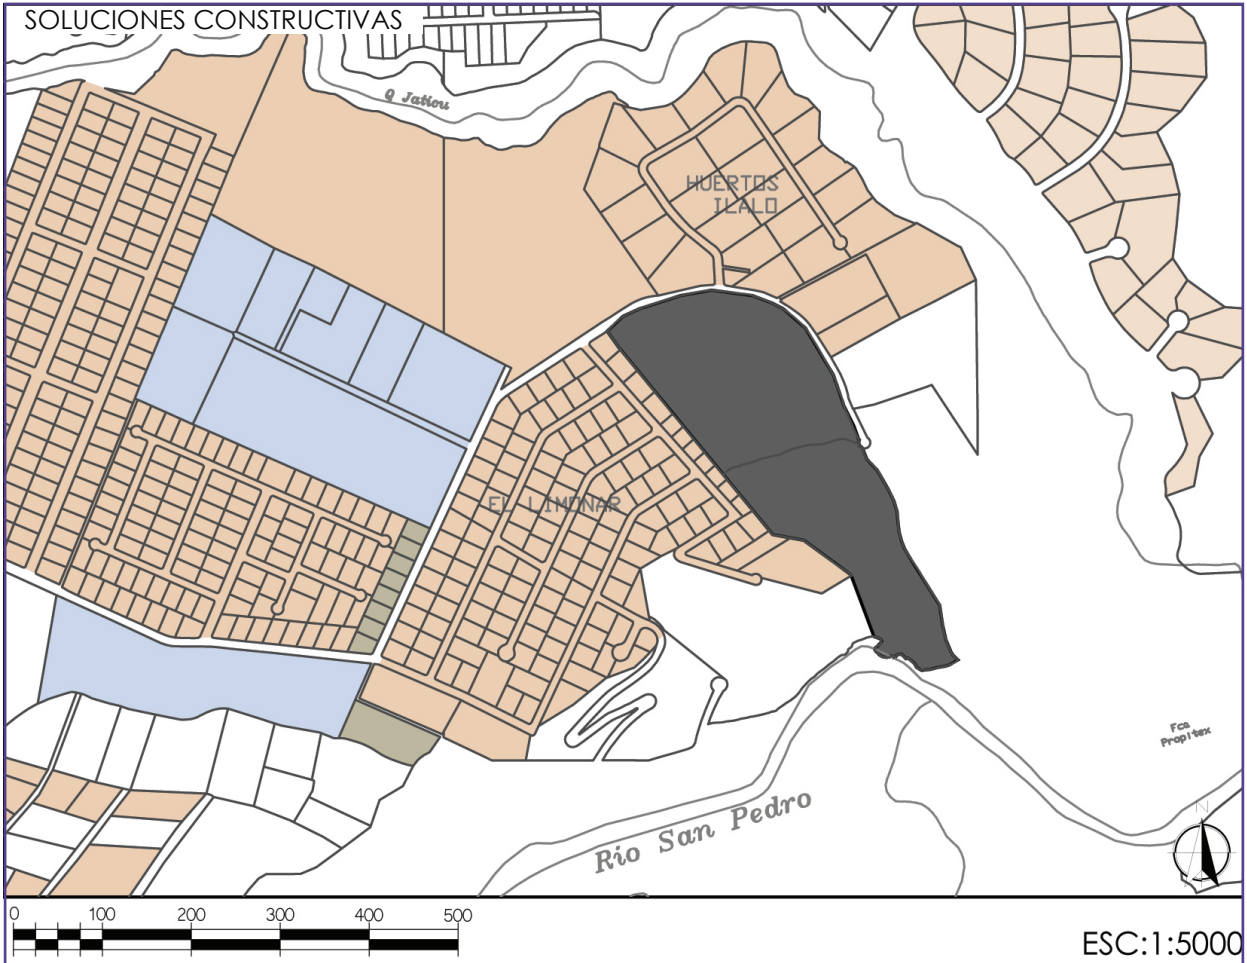 SOLUCIONES CONSTRUCTIVAS
Q Jatiou
HUERTOS
ILALO
EL LIMONAR
Fca
Propitex
Rio San Pedro
N
0 100 200 300 400 500
ESC:1:5000